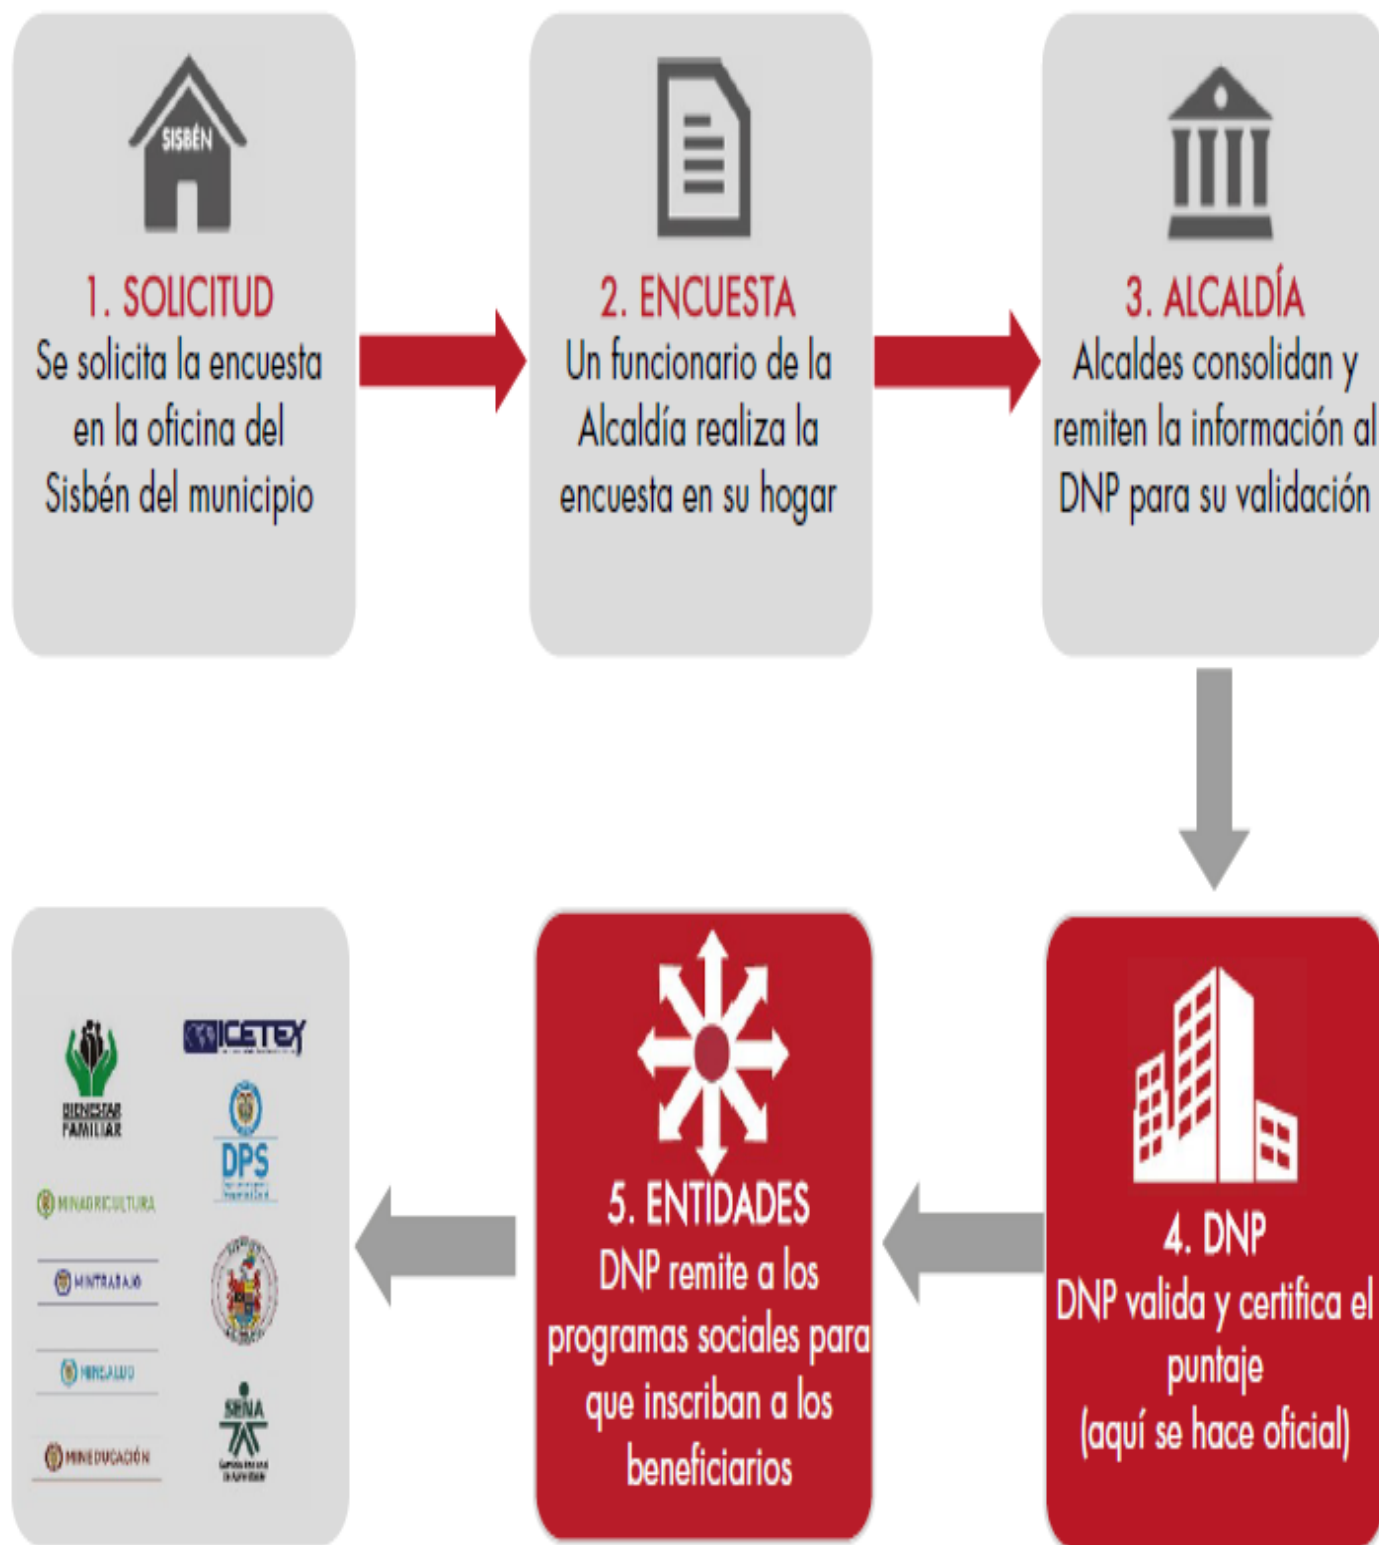 SISBÉN
1. SOLICITUD
Se solicita la encuesta
en la oficina del
Sisbén del municipio
2. ENCUESTA
Un funcionario de la
Alcaldía realiza la
encuesta en su hogar
3. ALCALDÍA
Alcaldes consolidan y
remiten la información al
DNP para su validación
4. DNP
DNP valida y certifica el
puntaje
(aquí se hace oficial)
5. ENTIDADES
DNP remite a los
programas sociales para
que inscriban a los
beneficiarios
BIENESTAR
FAMILIAR
MINAGRICULTURA
MINTRABAJO
MINSALUD
MINEDUCACIÓN
ICETEX
DPS
SENA